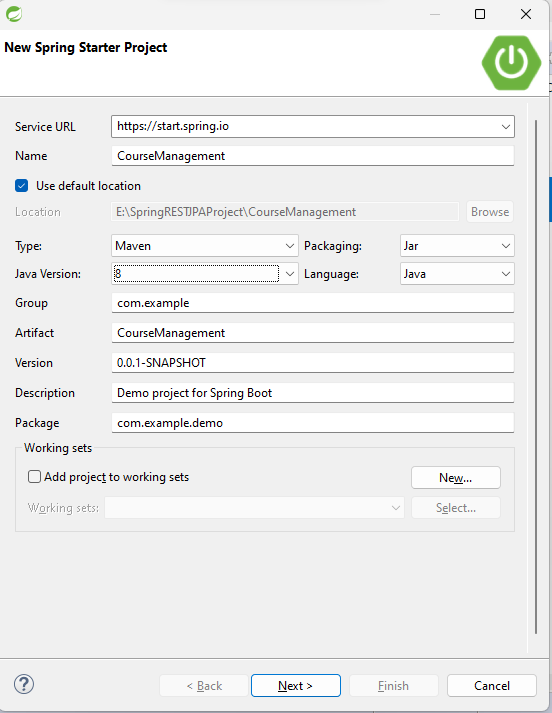 New Spring Starter Project
Service URL https://start.spring.io
Name CourseManagement
Use default location
Location E:\SpringRESTJPAProject\CourseManagement Browse
Type: Maven Packaging: Jar
Java Version: 8 Language: Java
Group com.example
Artifact CourseManagement
Version 0.0.1-SNAPSHOT
Description Demo project for Spring Boot
Package com.example.demo
Working sets
Add project to working sets New...
Working sets: Select...
? < Back Next > Finish Cancel